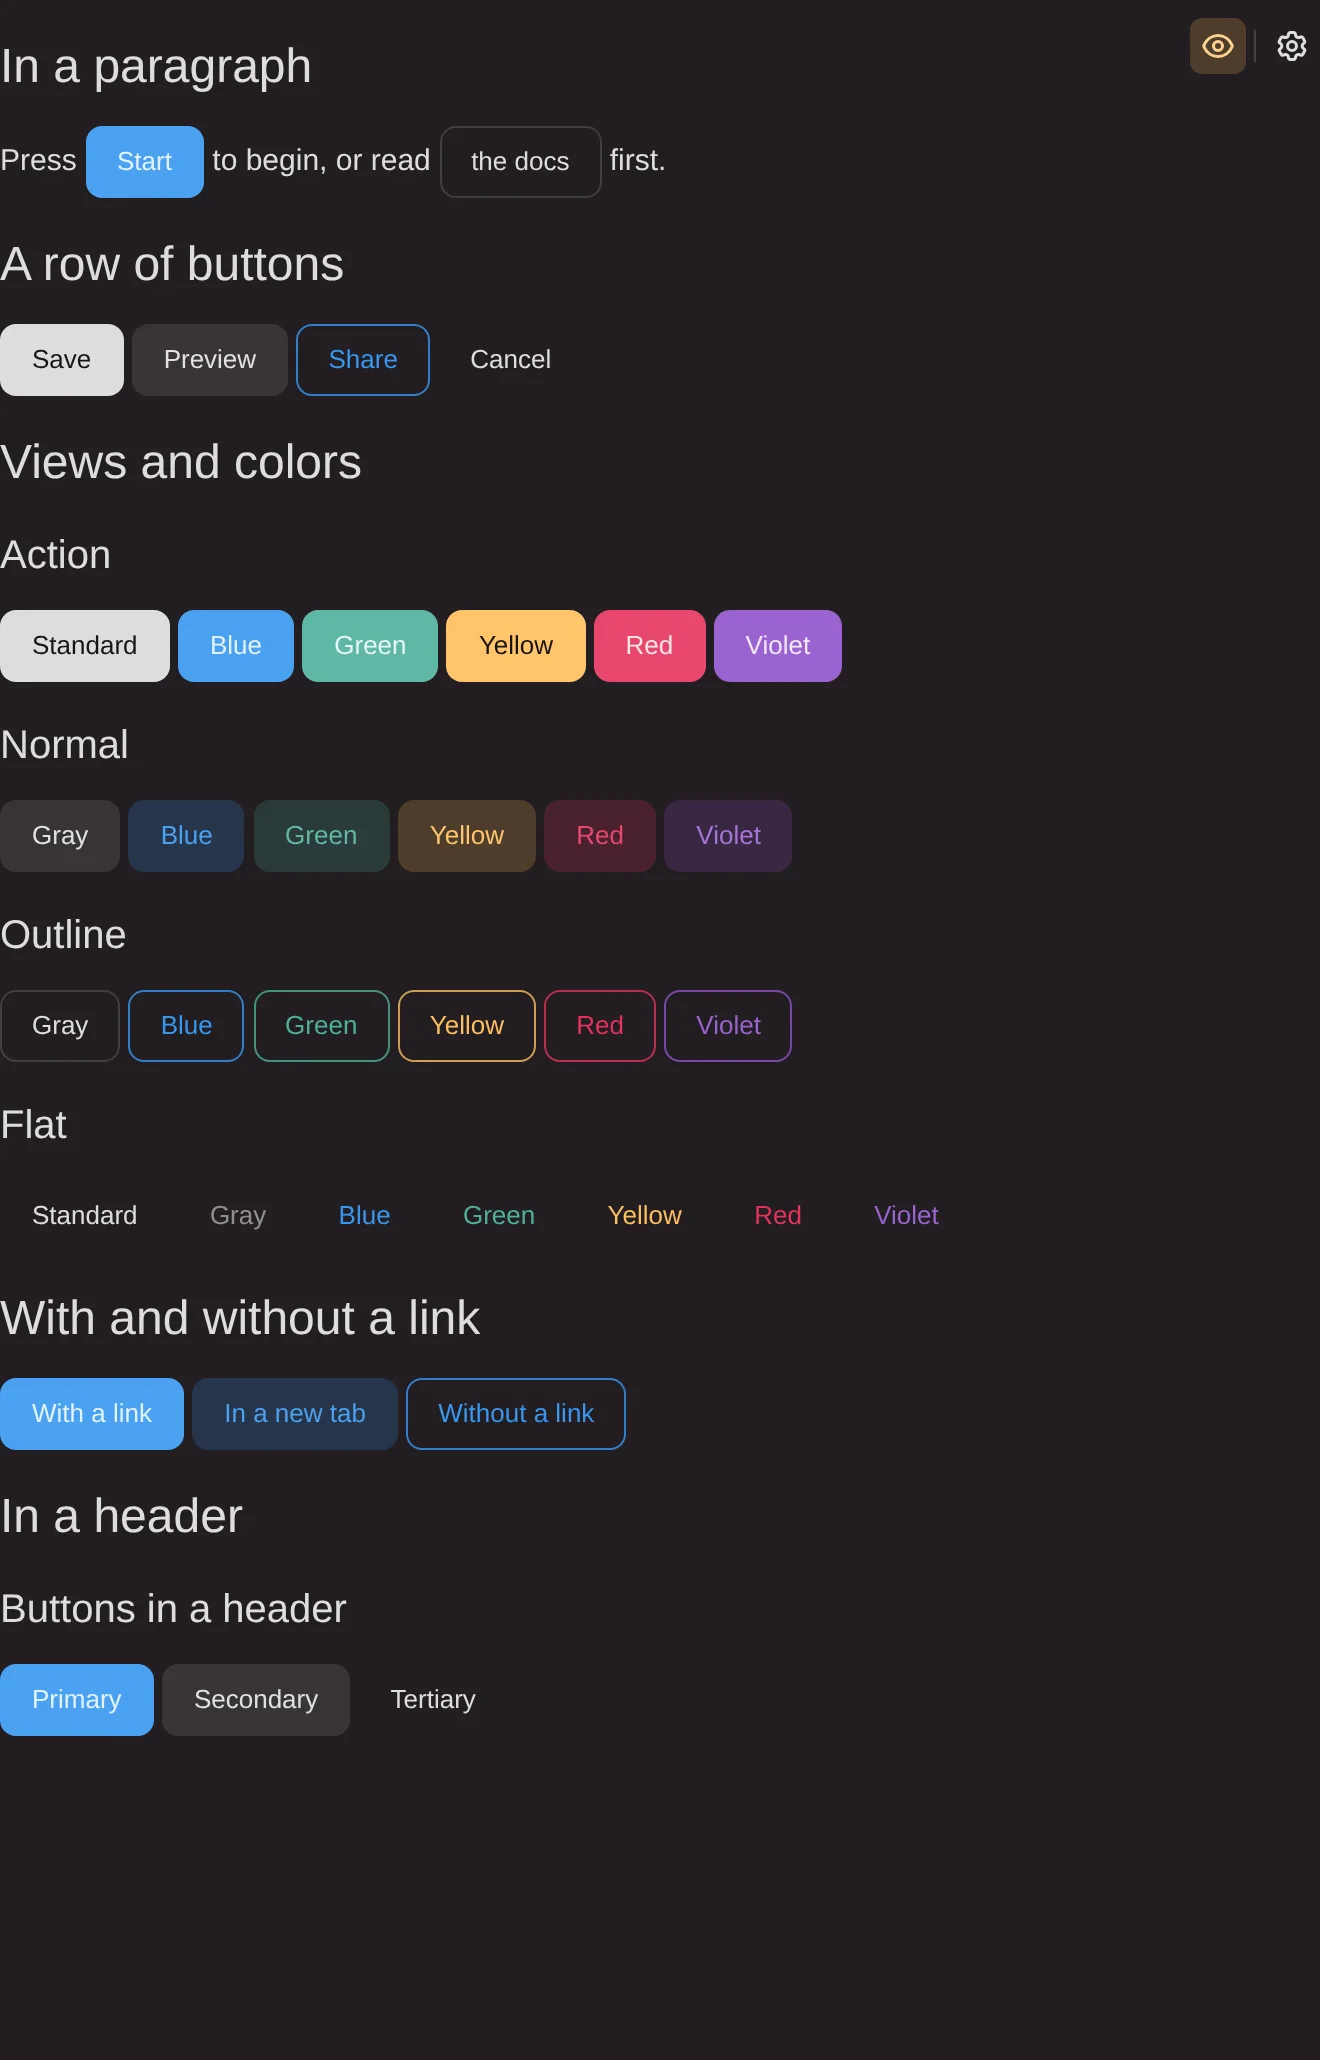 In a paragraph
Press Start to begin, or read the docs first.
A row of buttons
Save Preview Share Cancel
Views and colors
Action
Standard Blue Green Yellow Red Violet
Normal
Gray Blue Green Yellow Red Violet
Outline
Gray Blue Green Yellow Red Violet
Flat
Standard Gray Blue Green Yellow Red Violet
With and without a link
With a link In a new tab Without a link
In a header
Buttons in a header
Primary Secondary Tertiary